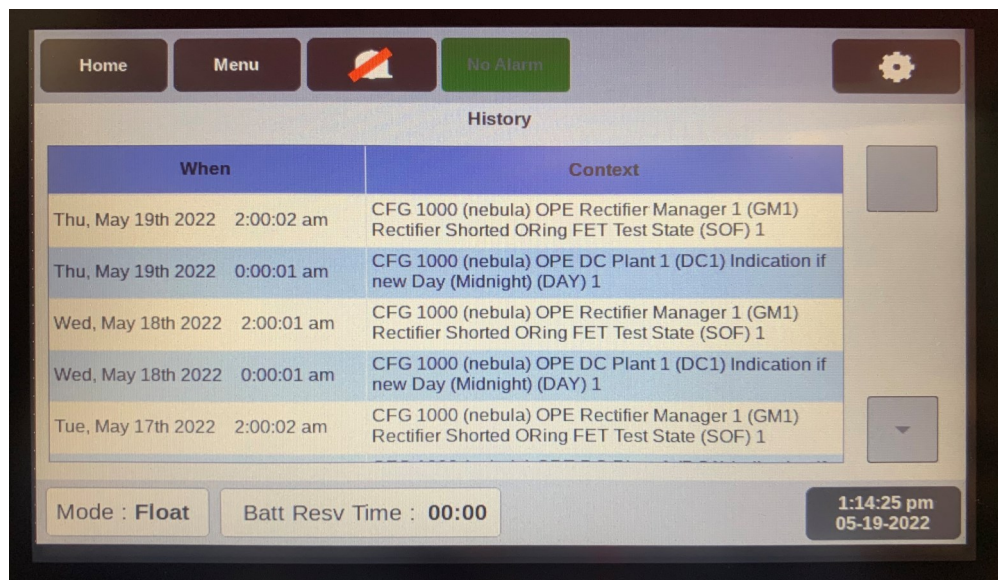 Home Menu No Alarm
History
When Context
Thu, May 19th 2022 2:00:02 am CFG 1000 (nebula) OPE Rectifier Manager 1 (GM1)
Rectifier Shorted ORing FET Test State (SOF) 1
Thu, May 19th 2022 0:00:01 am CFG 1000 (nebula) OPE DC Plant 1 (DC1) Indication if
new Day (Midnight) (DAY) 1
Wed, May 18th 2022 2:00:01 am CFG 1000 (nebula) OPE Rectifier Manager 1 (GM1)
Rectifier Shorted ORing FET Test State (SOF) 1
Wed, May 18th 2022 0:00:01 am CFG 1000 (nebula) OPE DC Plant 1 (DC1) Indication if
new Day (Midnight) (DAY) 1
Tue, May 17th 2022 2:00:02 am CFG 1000 (nebula) OPE Rectifier Manager 1 (GM1)
Rectifier Shorted ORing FET Test State (SOF) 1
Mode : Float Batt Resv Time : 00:00
1:14:25 pm
05-19-2022